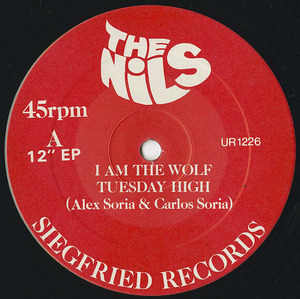 THE
NILS
45rpm
A
12" EP
UR1226
I AM THE WOLF
TUESDAY HIGH
(Alex Soria & Carlos Soria)
SIEGFRIED RECORDS